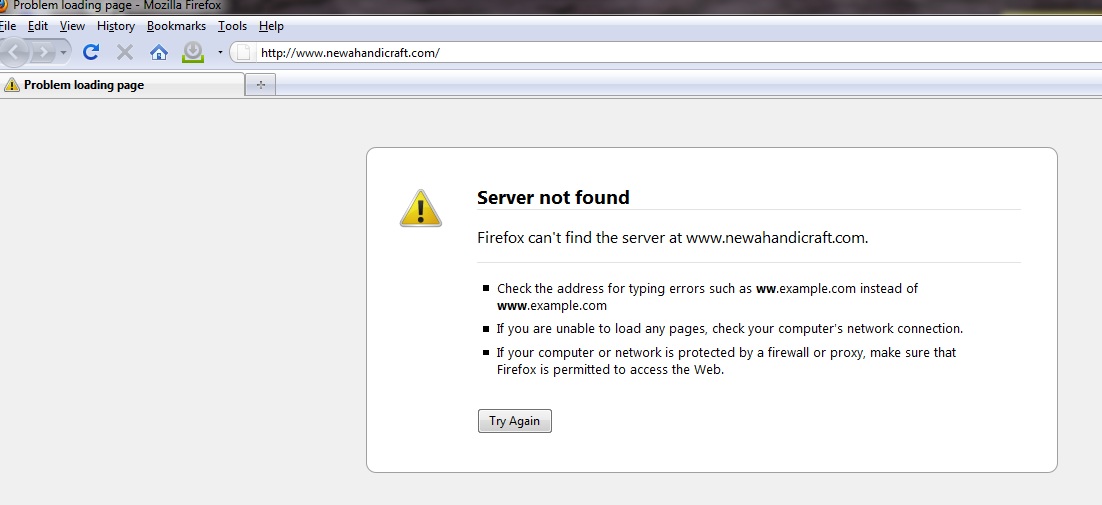 Problem loading page - Mozilla Firefox
File Edit View History Bookmarks Tools Help
http://www.newahandicraft.com/
Problem loading page
Server not found
Firefox can't find the server at www.newahandicraft.com.
Check the address for typing errors such as ww.example.com instead of
www.example.com
If you are unable to load any pages, check your computer's network connection.
If your computer or network is protected by a firewall or proxy, make sure that
Firefox is permitted to access the Web.
Try Again